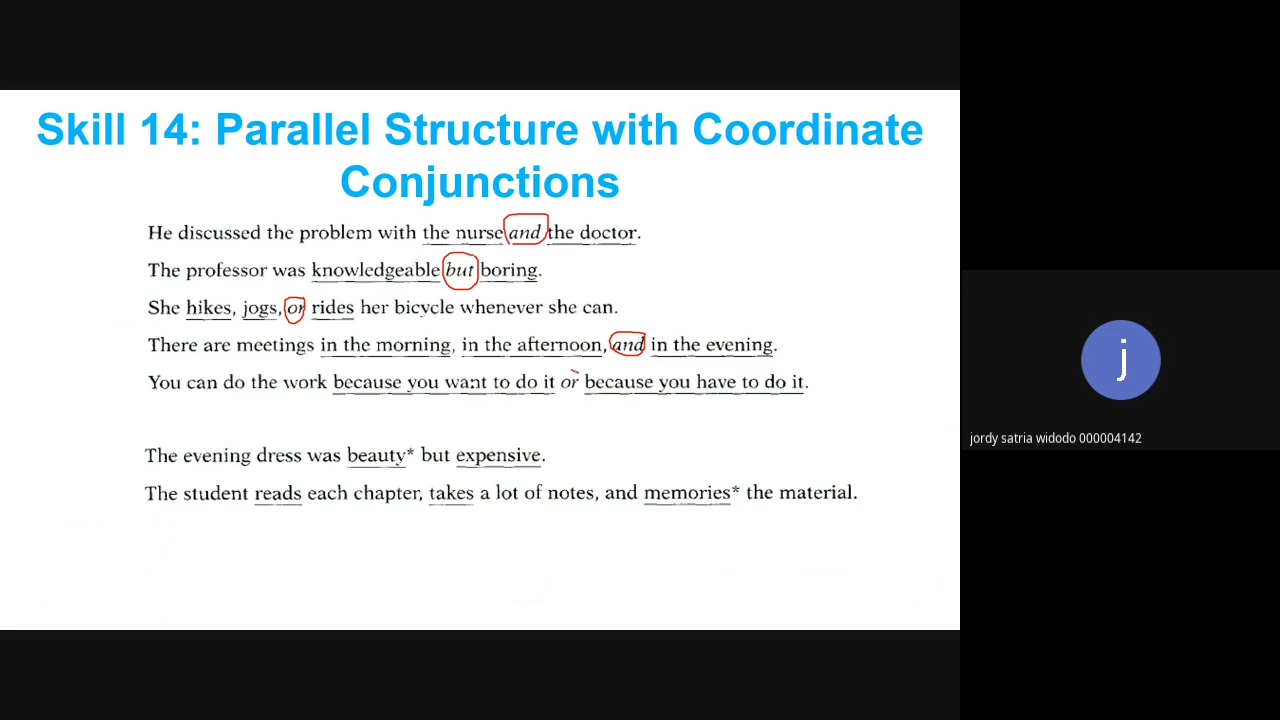 Skill 14: Parallel Structure with Coordinate
Conjunctions
He discussed the problem with the nurse and the doctor.
The professor was knowledgeable but boring.
She hikes, jogs, or rides her bicycle whenever she can.
There are meetings in the morning, in the afternoon, and in the evening.
You can do the work because you want to do it or because you have to do it.
The evening dress was beauty* but expensive.
The student reads each chapter, takes a lot of notes, and memories* the material.
j
jordy satria widodo 000004142